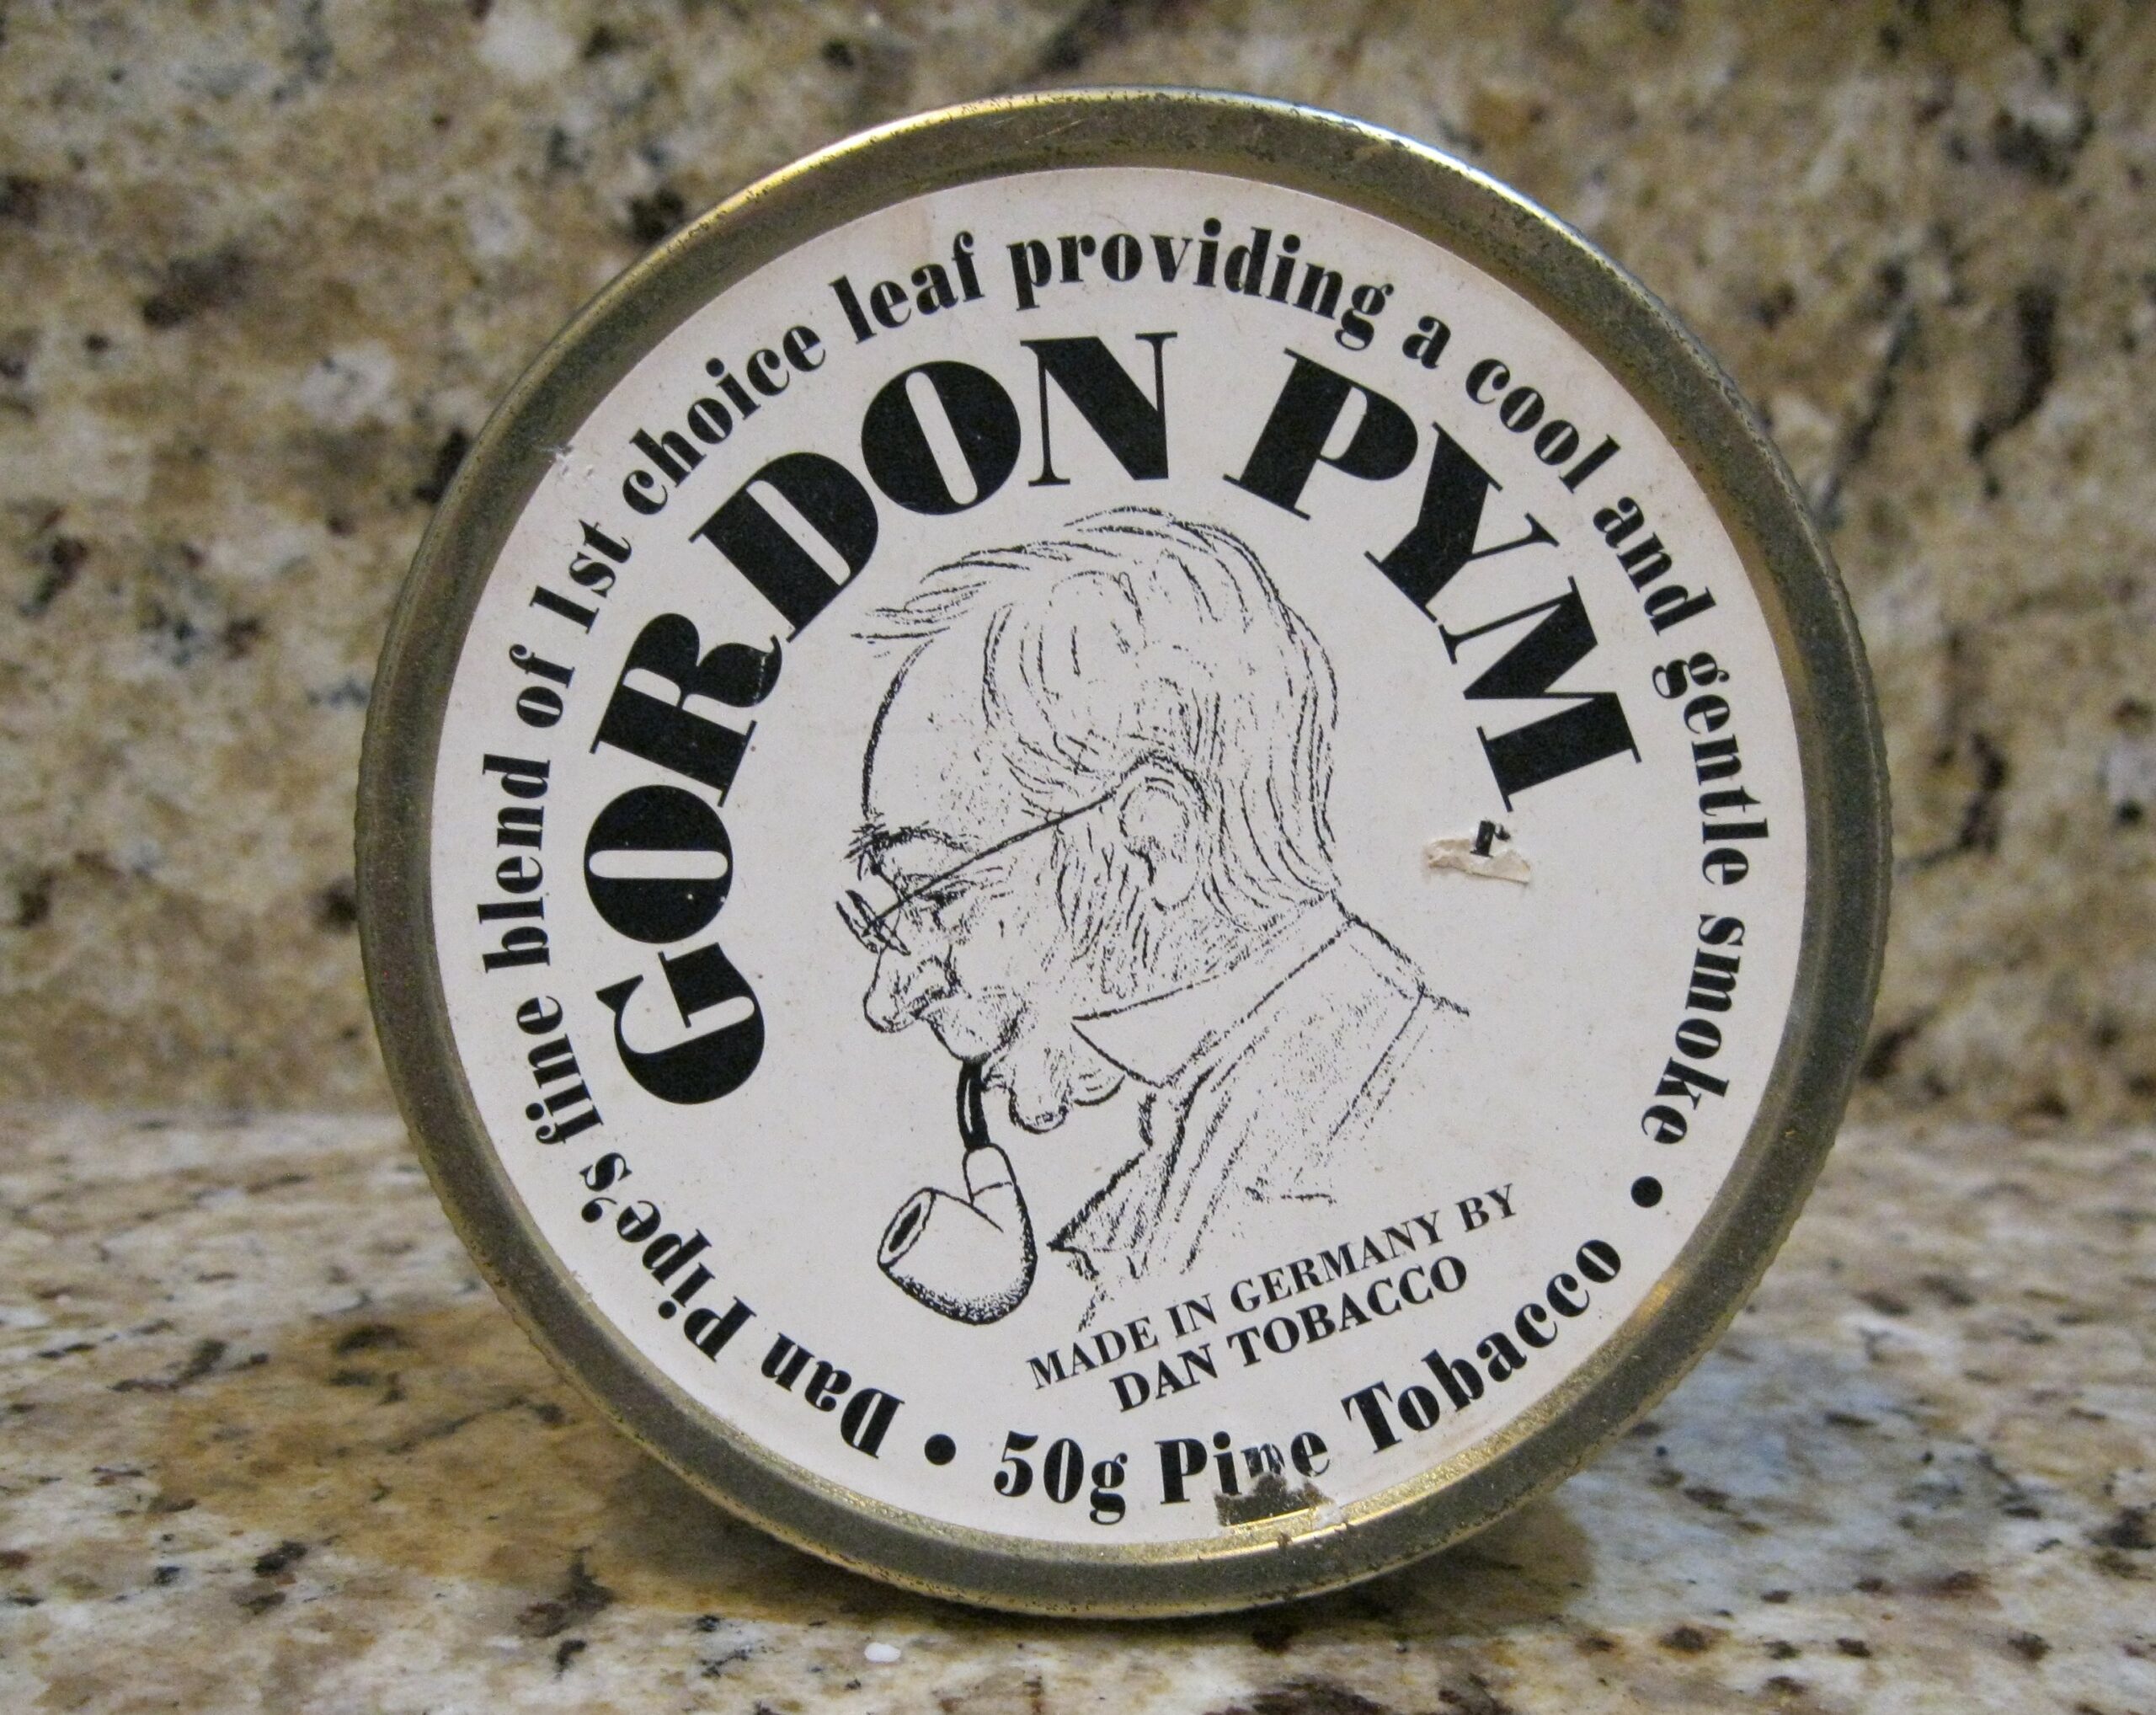 Dan Pipe's fine blend of 1st choice leaf providing a cool and gentle smoke •
GORDON PYM
r
MADE IN GERMANY BY
DAN TOBACCO
50g Pipe Tobacco •